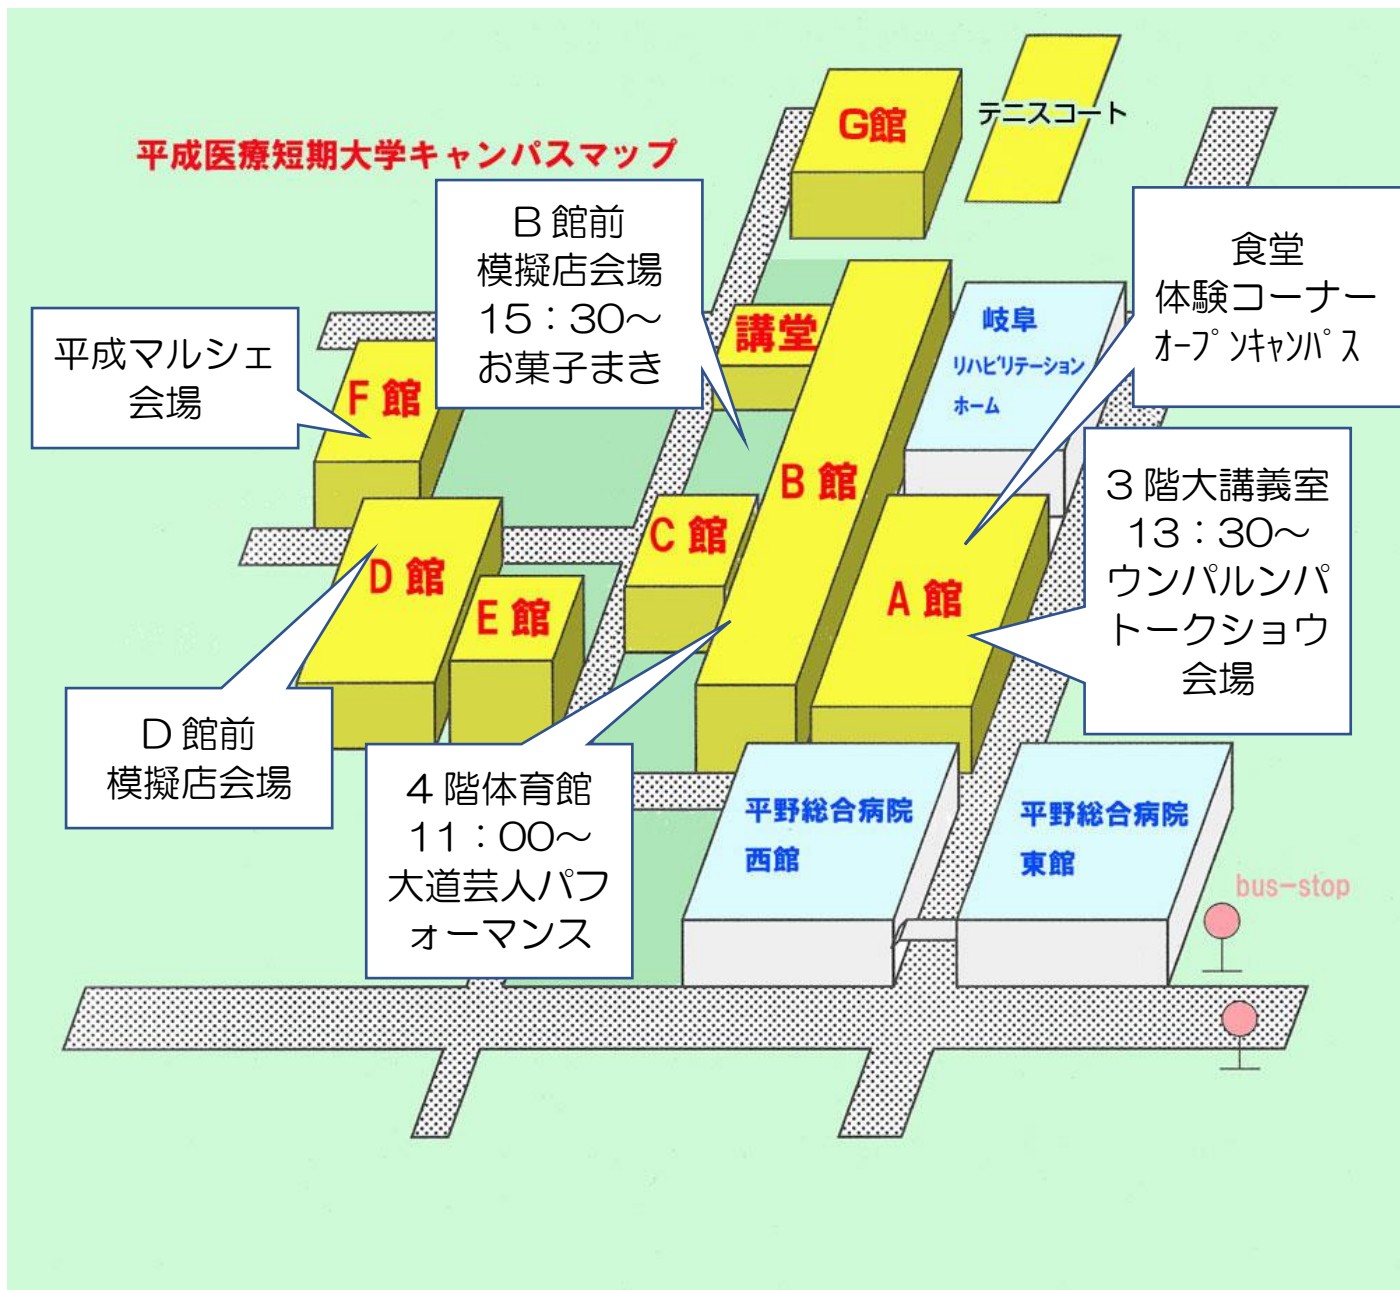 平成医療短期大学キャンパスマップ
G館
テニスコート
B館前
模擬店会場
15：30～
お菓子まき
食堂
体験コーナー
ｵｰﾌﾟﾝｷｬﾝﾊﾟｽ
平成マルシェ
会場
F館
講堂
岐阜
リハビリテーション
ホーム
B館
3階大講義室
13：30～
ウンパルンパ
トークショウ
会場
C館
D館
E館
A館
D館前
模擬店会場
4階体育館
11：00～
大道芸人パフ
ォーマンス
平野総合病院
西館
平野総合病院
東館
bus-stop